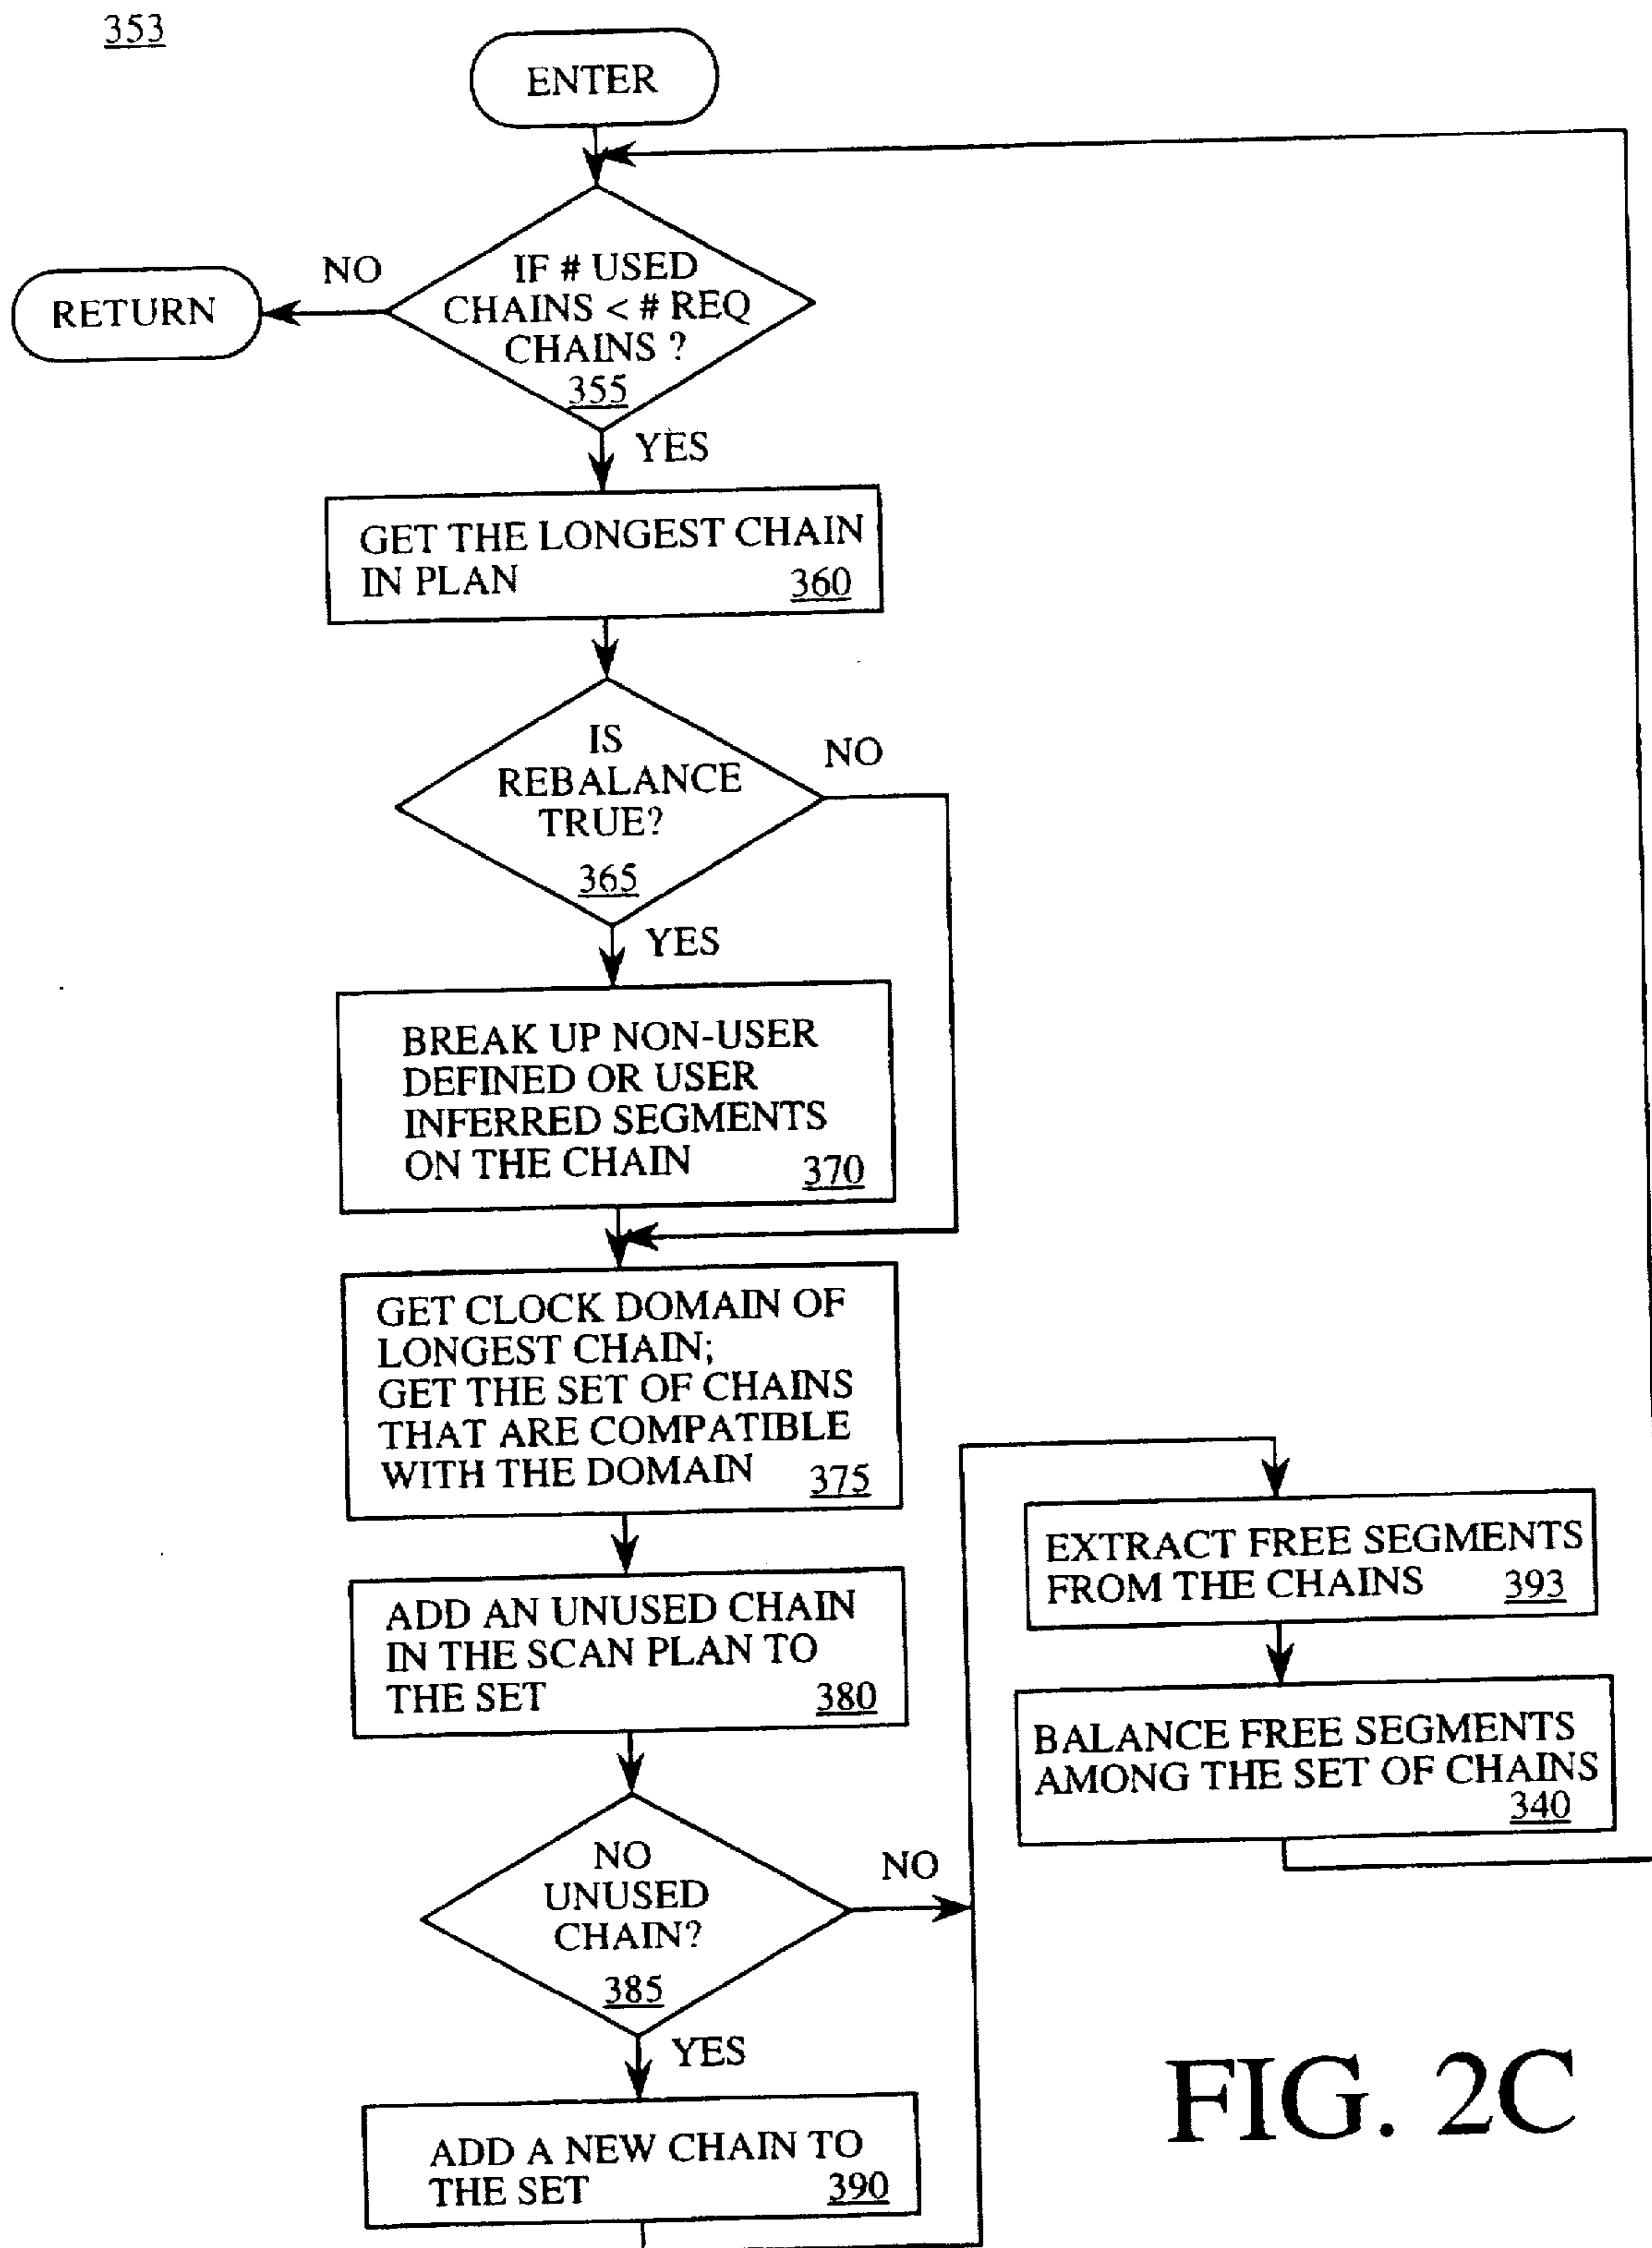 353
ENTER
IF # USED
CHAINS < # REQ
CHAINS ?
355
NO
RETURN
YES
GET THE LONGEST CHAIN
IN PLAN 360
IS
REBALANCE
TRUE?
365
NO
YES
BREAK UP NON-USER
DEFINED OR USER
INFERRED SEGMENTS
ON THE CHAIN 370
GET CLOCK DOMAIN OF
LONGEST CHAIN;
GET THE SET OF CHAINS
THAT ARE COMPATIBLE
WITH THE DOMAIN 375
ADD AN UNUSED CHAIN
IN THE SCAN PLAN TO
THE SET 380
NO
UNUSED
CHAIN?
385
NO
YES
ADD A NEW CHAIN TO
THE SET 390
EXTRACT FREE SEGMENTS
FROM THE CHAINS 393
BALANCE FREE SEGMENTS
AMONG THE SET OF CHAINS
340
FIG. 2C